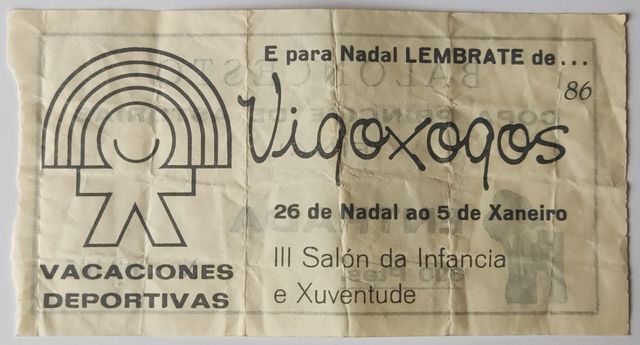 E para Nadal LEMBRATE de...
Vigoxogos
86
26 de Nadal ao 5 de Xaneiro
III Salón da Infancia
e Xuventude
VACACIONES
DEPORTIVAS